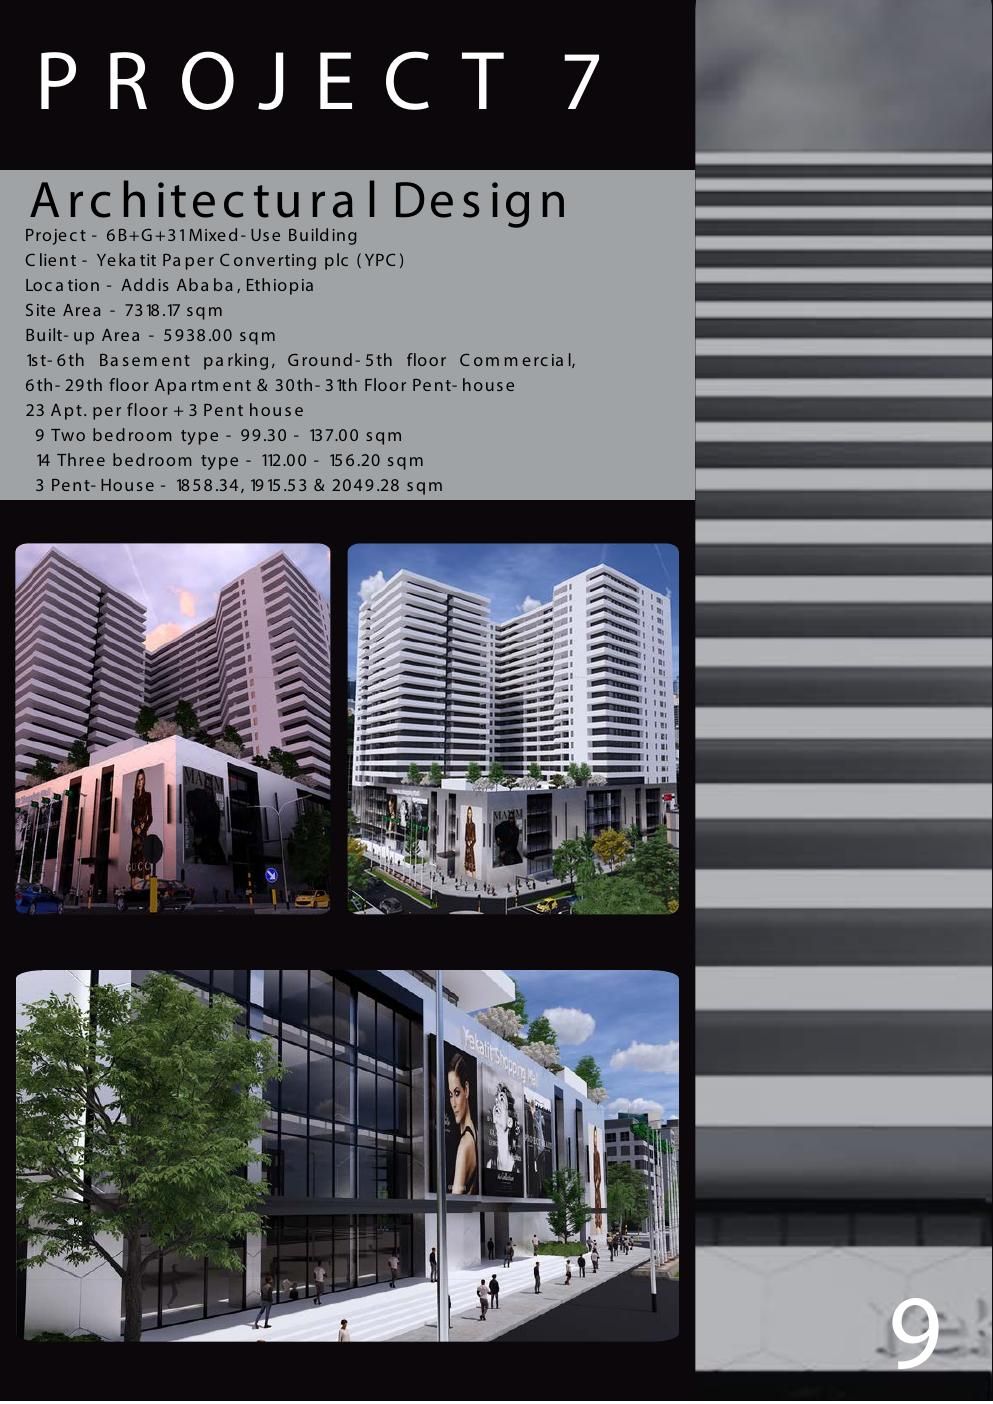 PROJECT 7
Architectural Design
Project - 6B+G+31Mixed-Use Building
Client - Yekatit Paper Converting plc (YPC)
Location - Addis Ababa, Ethiopia
Site Area - 7318.17 sqm
Built-up Area - 5938.00 sqm
1st-6th Basement parking, Ground-5th floor Commercial,
6th-29th floor Apartment & 30th-31th Floor Pent-house
23 Apt. per floor + 3 Pent house
9 Two bedroom type - 99.30 - 137.00 sqm
14 Three bedroom type - 112.00 - 156.20 sqm
3 Pent-House - 1858.34, 1915.53 & 2049.28 sqm
GUCCI
Yekatit Shopping Mall
9